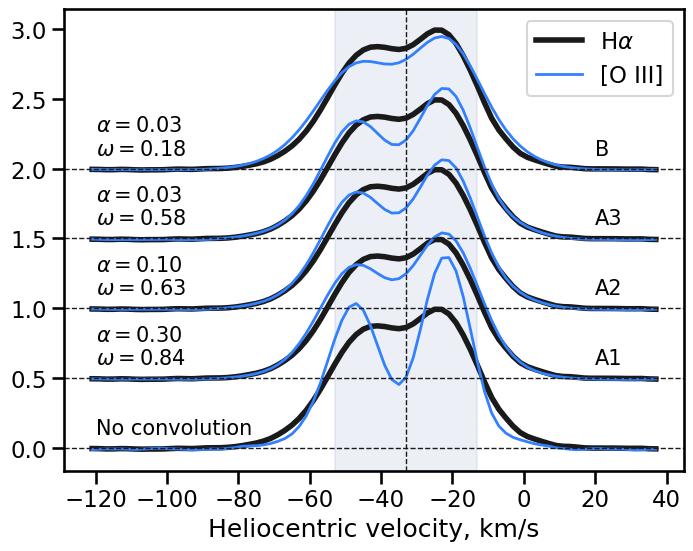 3.0
2.5
2.0
1.5
1.0
0.5
0.0
Hα
[O III]
α = 0.03
ω = 0.18
B
α = 0.03
ω = 0.58
A3
α = 0.10
ω = 0.63
A2
α = 0.30
ω = 0.84
A1
No convolution
−120 −100 −80 −60 −40 −20 0 20 40
Heliocentric velocity, km/s